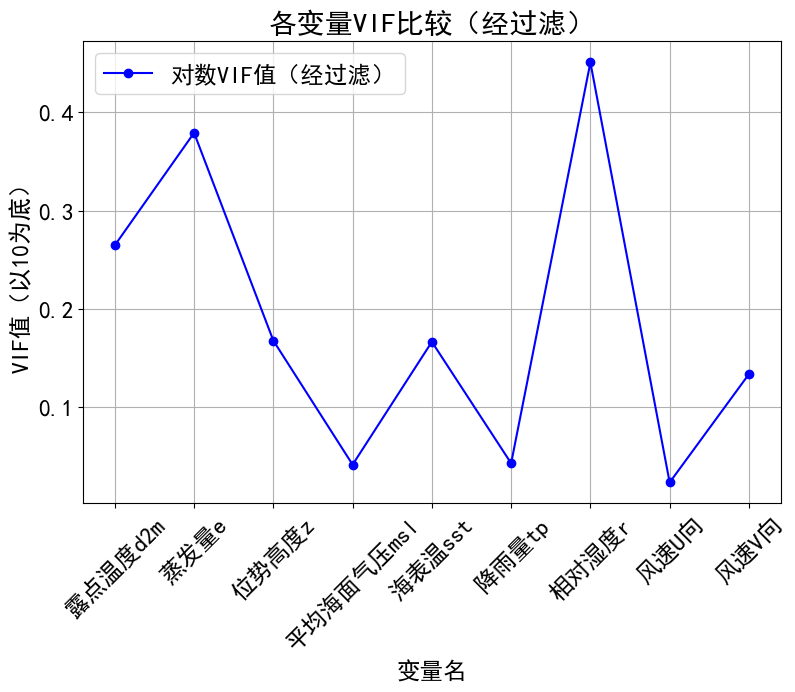 各变量VIF比较（经过滤）
对数VIF值（经过滤）
VIF值（以10为底）
0.4
0.3
0.2
0.1
露点温度d2m
蒸发量e
位势高度z
平均海面气压msl
海表温sst
降雨量tp
相对湿度r
风速U向
风速V向
变量名